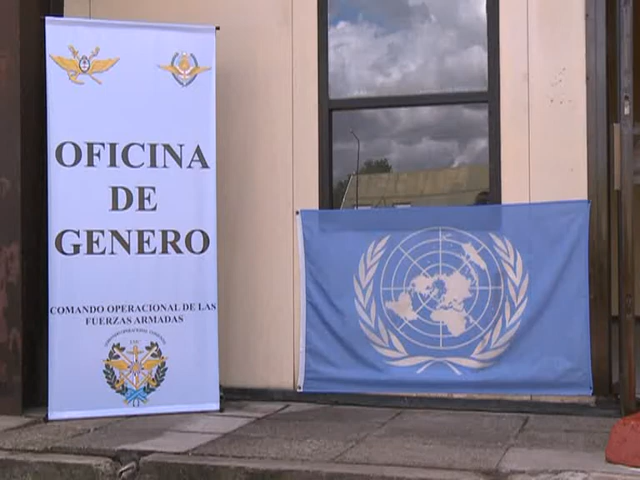 OFICINA
DE
GENERO
COMANDO OPERACIONAL DE LAS
FUERZAS ARMADAS